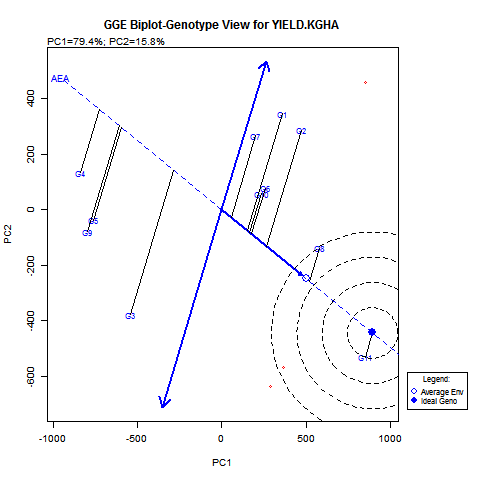 GGE Biplot-Genotype View for YIELD.KGHA
PC1=79.4%; PC2=15.8%
AEA
G1
G2
G7
G4
G5
G9
G3
G11
PC2
400
200
0
-200
-400
-600
-1000
-500
0
500
1000
PC1
Legend:
Average Env
Ideal Geno